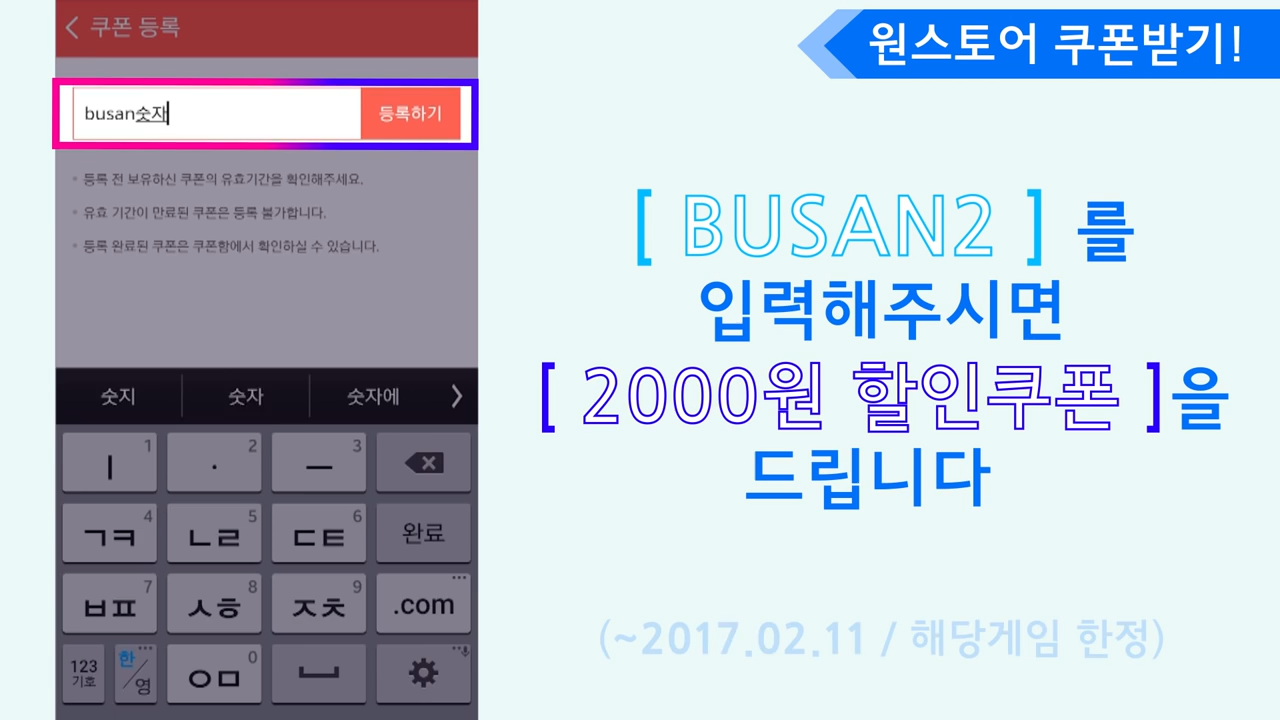 쿠폰 등록
busan숫자
등록하기
• 등록 전 보유하신 쿠폰의 유효기간을 확인해주세요.
• 유효 기간이 만료된 쿠폰은 등록 불가합니다.
• 등록 완료된 쿠폰은 쿠폰함에서 확인하실 수 있습니다.
숫지 숫자 숫자에
ㅣ 1 · 2 ㅡ 3
ㄱㅋ 4 ㄴㄹ 5 ㄷㅌ 6 완료
ㅂㅍ 7 ㅅㅎ 8 ㅈㅊ 9 .com
123 기호 한/영 ㅇㅁ 0
원스토어 쿠폰받기!
[ BUSAN2 ] 를
입력해주시면
[ 2000원 할인쿠폰 ]을
드립니다
(~2017.02.11 / 해당게임 한정)